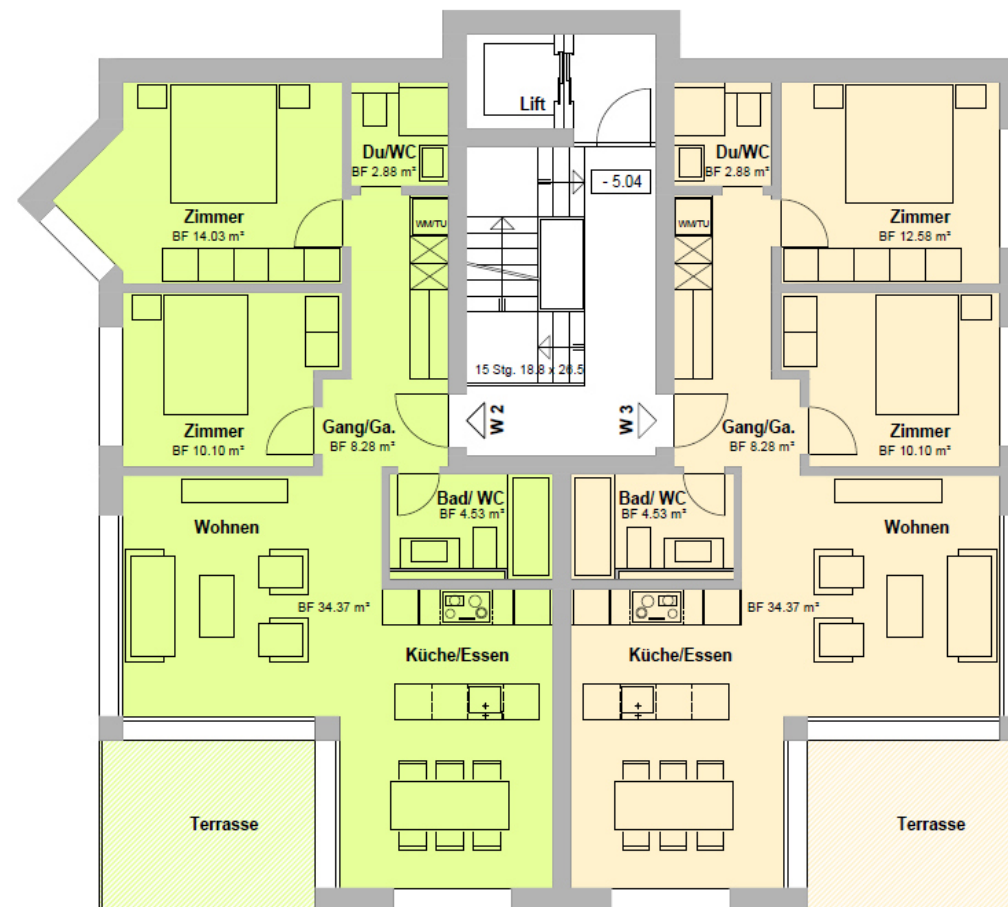 Lift
Du/WC
BF 2.88 m²
Du/WC
BF 2.88 m²
- 5.04
Zimmer
BF 14.03 m²
WM/TU
WM/TU
Zimmer
BF 12.58 m²
15 Stg. 18.8 x 26.5
W 2
W 3
Zimmer
BF 10.10 m²
Gang/Ga.
BF 8.28 m²
Gang/Ga.
BF 8.28 m²
Zimmer
BF 10.10 m²
Wohnen
Bad/ WC
BF 4.53 m²
Bad/ WC
BF 4.53 m²
Wohnen
BF 34.37 m²
BF 34.37 m²
Küche/Essen
Küche/Essen
Terrasse
Terrasse